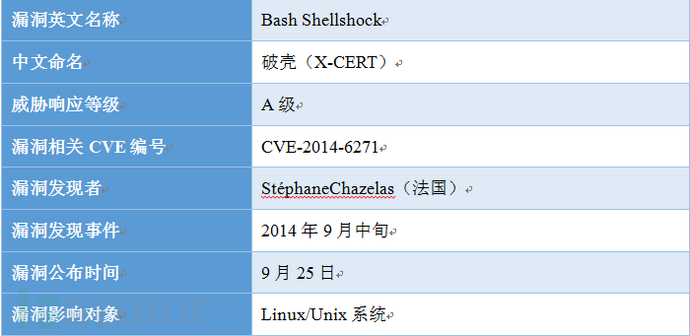 漏洞英文名称 Bash Shellshock
中文命名 破壳（X-CERT）
威胁响应等级 A 级
漏洞相关 CVE 编号 CVE-2014-6271
漏洞发现者 StéphaneChazelas（法国）
漏洞发现事件 2014 年 9 月中旬
漏洞公布时间 9 月 25 日
漏洞影响对象 Linux/Unix 系统